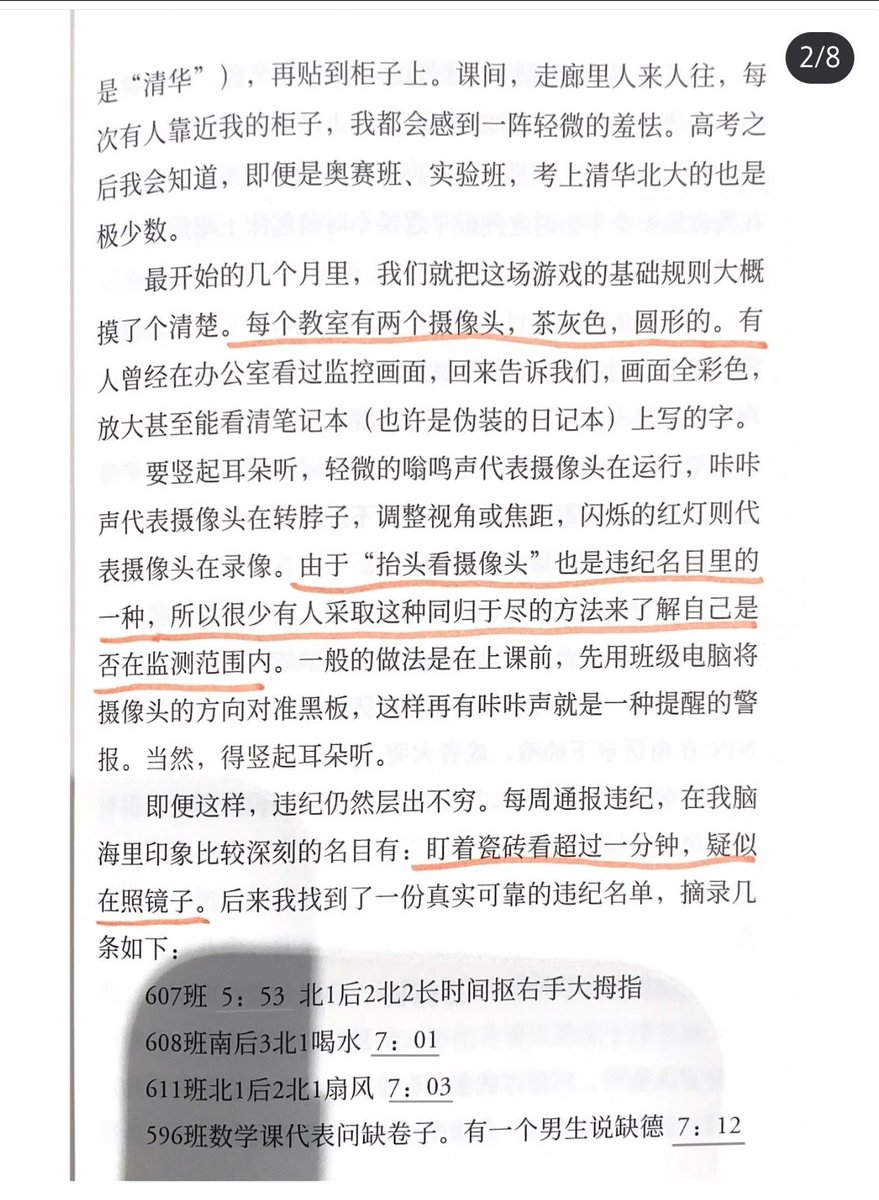 2/8
是“清华”），再贴到柜子上。课间，走廊里人来人往，每
次有人靠近我的柜子，我都会感到一阵轻微的羞怯。高考之
后我会知道，即便是奥赛班、实验班，考上清华北大的也是
极少数。
最开始的几个月里，我们就把这场游戏的基础规则大概
摸了个清楚。每个教室有两个摄像头，茶灰色，圆形的。有
人曾经在办公室看过监控画面，回来告诉我们，画面全彩色，
放大甚至能看清笔记本（也许是伪装的日记本）上写的字。
要竖起耳朵听，轻微的嗡鸣声代表摄像头在运行，咔咔
声代表摄像头在转脖子，调整视角或焦距，闪烁的红灯则代
表摄像头在录像。由于“抬头看摄像头”也是违纪名目里的
一种，所以很少有人采取这种同归于尽的方法来了解自己是
否在监测范围内。一般的做法是在上课前，先用班级电脑将
摄像头的方向对准黑板，这样再有咔咔声就是一种提醒的警
报。当然，得竖起耳朵听。
即便这样，违纪仍然层出不穷。每周通报违纪，在我脑
海里印象比较深刻的名目有：盯着瓷砖看超过一分钟，疑似
在照镜子。后来我找到了一份真实可靠的违纪名单，摘录几
条如下：
607班 5：53 北1后2北2长时间抠右手大拇指
608班南后3北1喝水 7：01
611班北1后2北1扇风 7：03
596班数学课代表问缺卷子。有一个男生说缺德 7：12